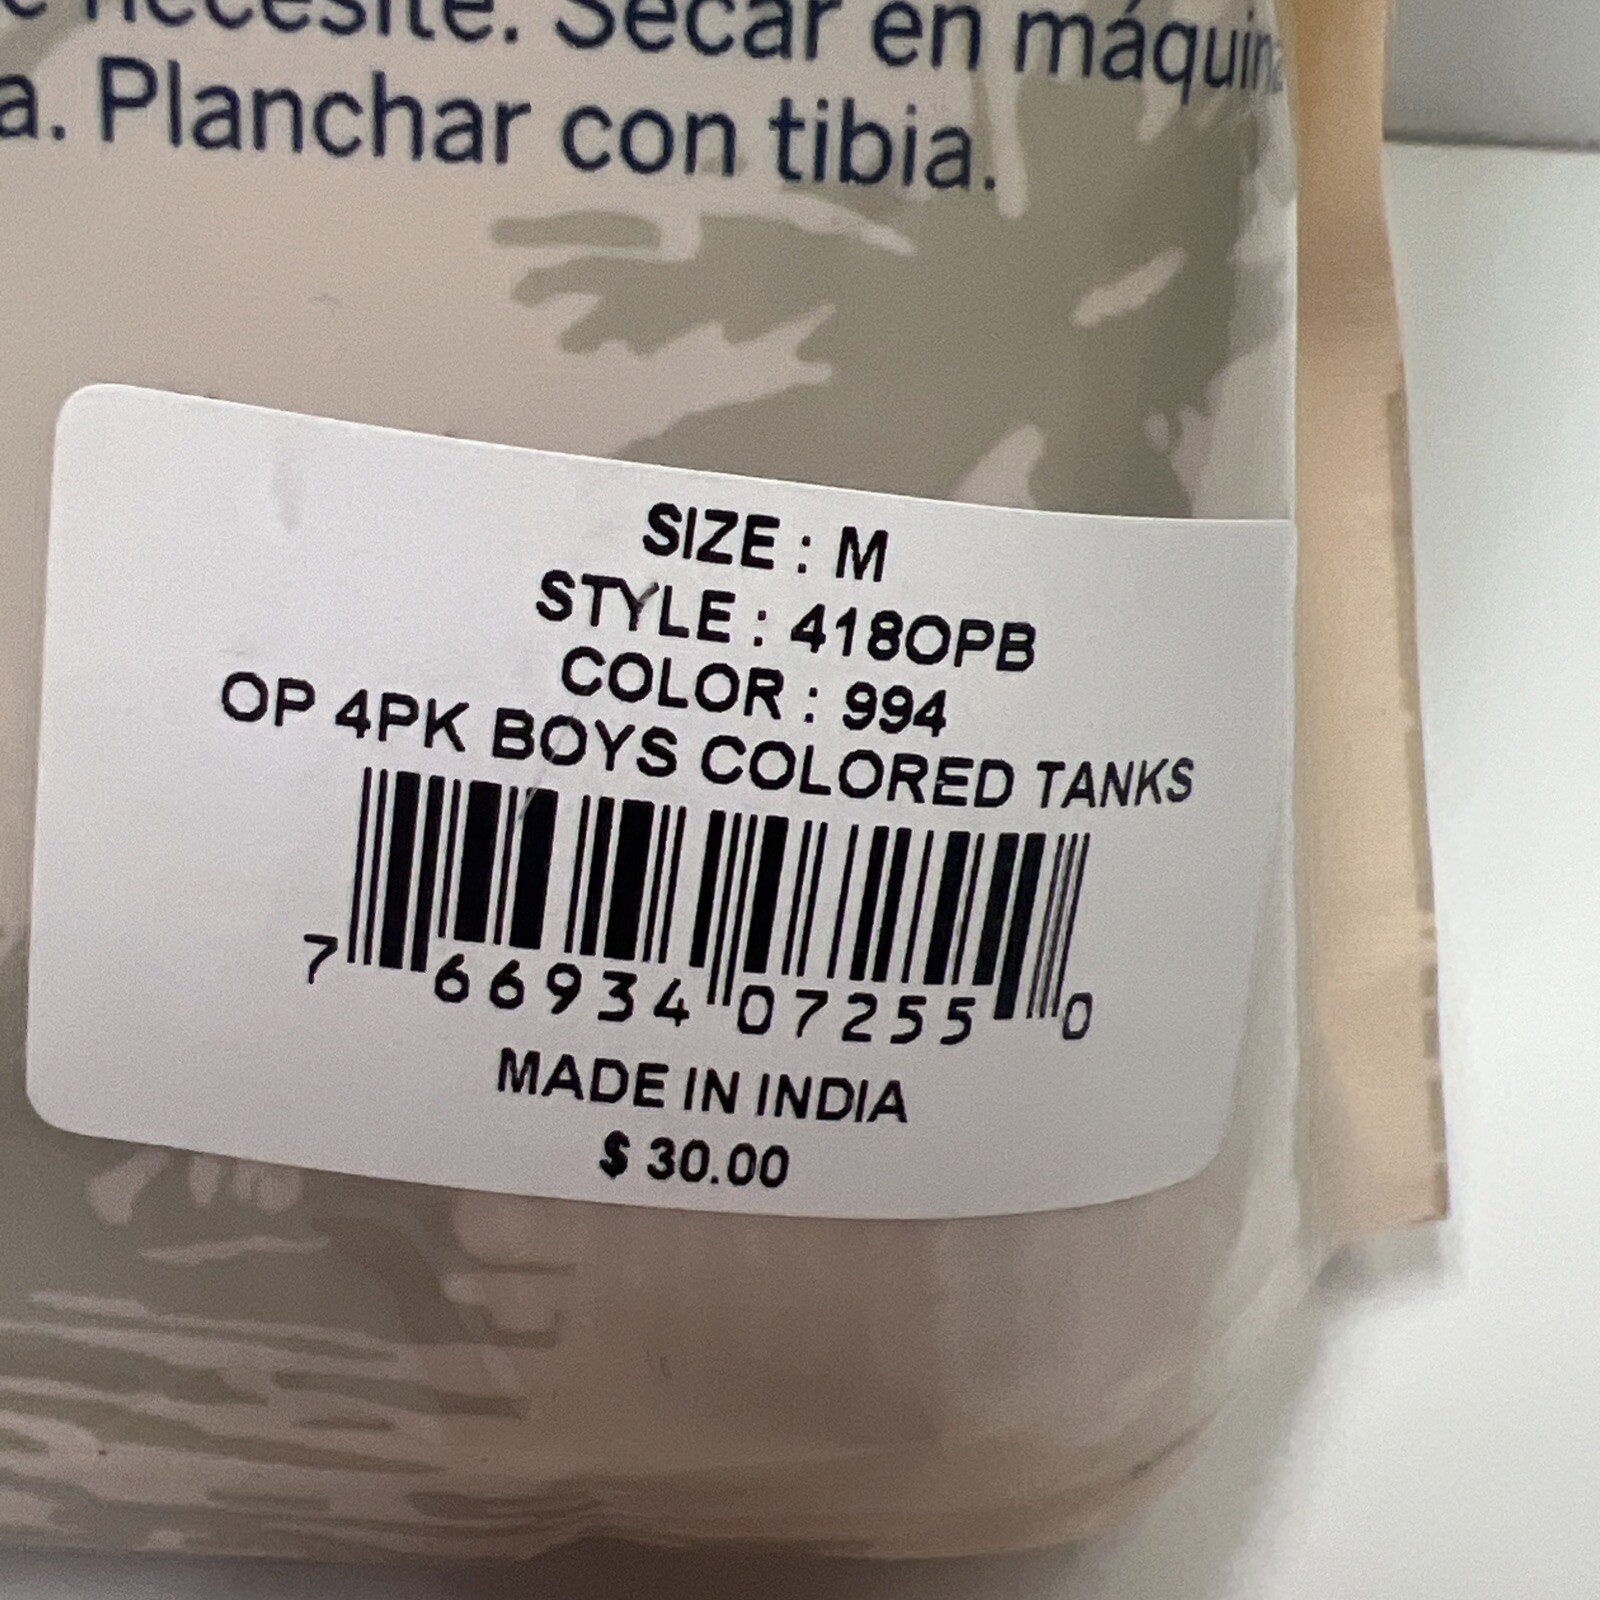 necesite. Secar en máquina
a. Planchar con tibia.
SIZE : M
STYLE : 418OPB
COLOR : 994
OP 4PK BOYS COLORED TANKS
7 66934 07255 0
MADE IN INDIA
$ 30.00